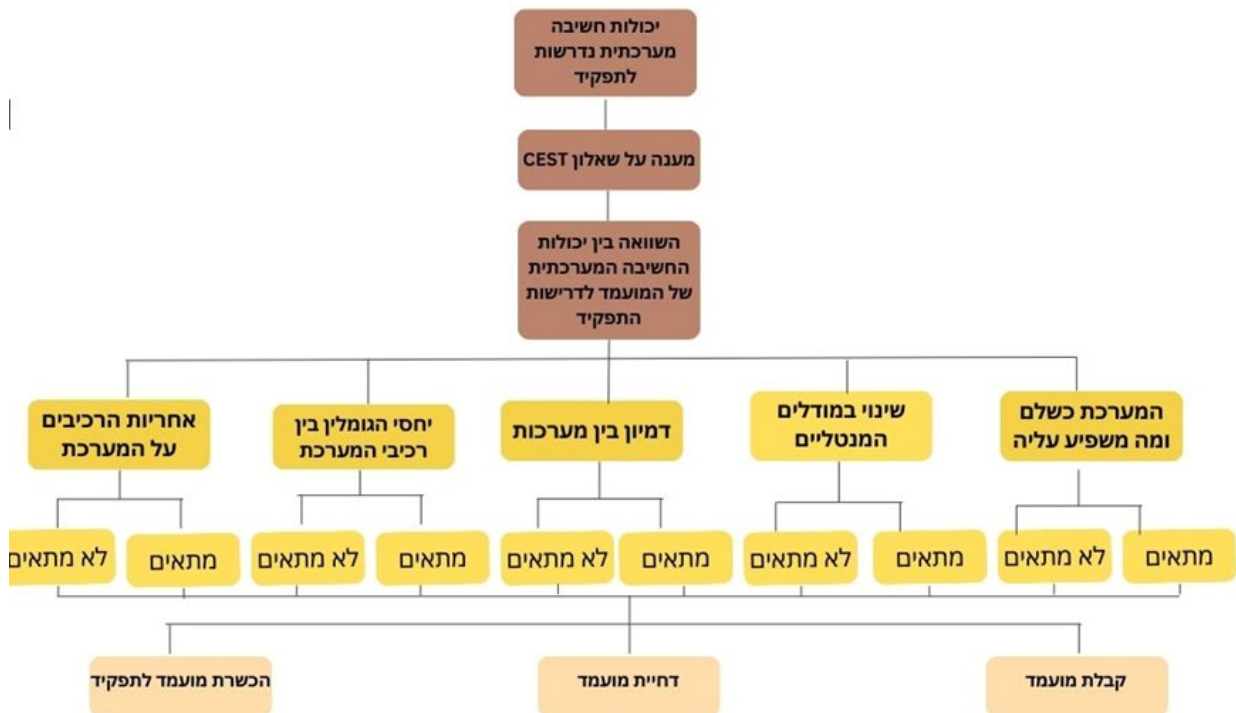 יכולות חשיבה
מערכתית נדרשות
לתפקיד
מענה על שאלון CEST
השוואה בין יכולות
החשיבה המערכתית
של המועמד לדרישות
התפקיד
המערכת כשלם
ומה משפיע עליה
שינוי במודלים
המנטליים
דמיון בין מערכות
יחסי הגומלין בין
רכיבי המערכת
אחריות הרכיבים
על המערכת
מתאים
לא מתאים
מתאים
לא מתאים
מתאים
לא מתאים
מתאים
לא מתאים
מתאים
לא מתאים
קבלת מועמד
דחיית מועמד
הכשרת מועמד לתפקיד